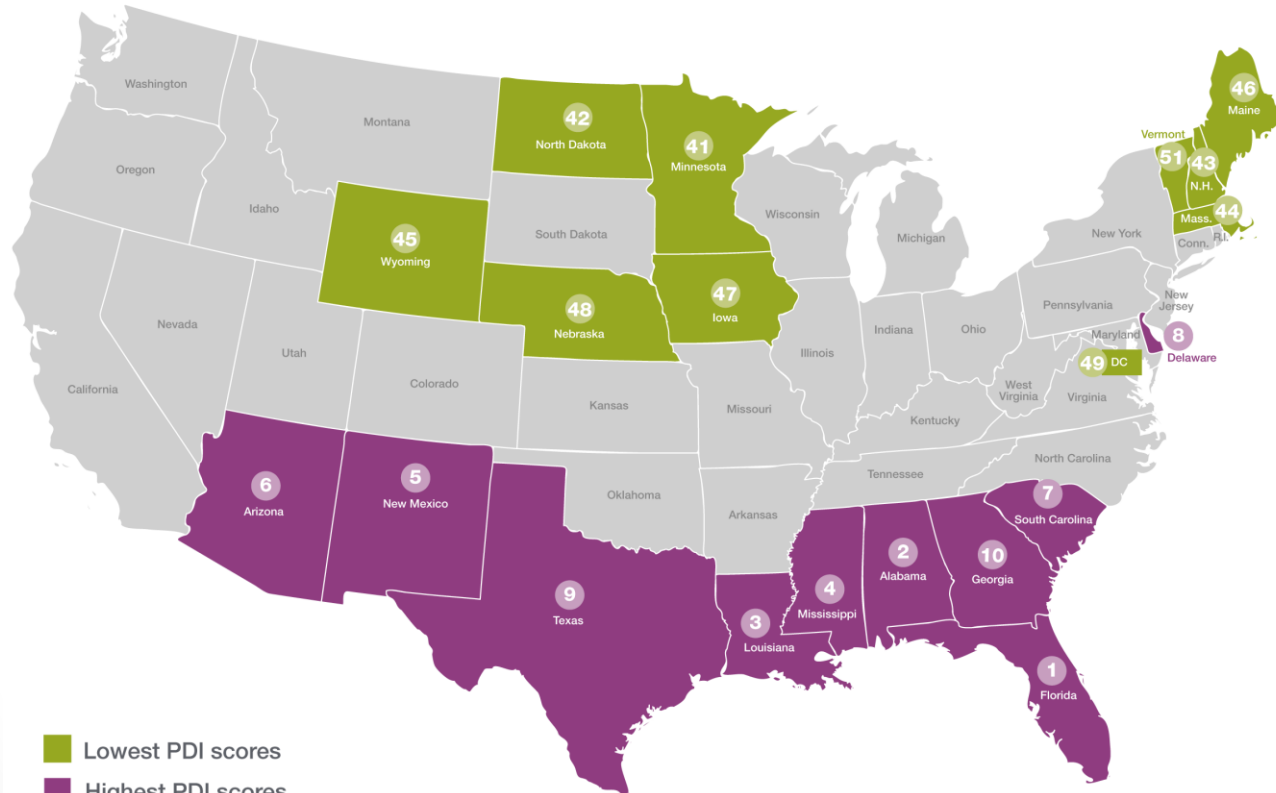 Washington
Montana
Oregon
Idaho
Nevada
Utah
California
Colorado
42
North Dakota
41
Minnesota
South Dakota
45
Wyoming
48
Nebraska
47
Iowa
Wisconsin
Michigan
Illinois
Indiana
Ohio
Kansas
Missouri
Kentucky
West
Virginia
Virginia
Pennsylvania
New York
New
Jersey
Maryland
Conn.
R.I.
46
Maine
Vermont
51
43
N.H.
44
Mass.
8
Delaware
49
DC
Oklahoma
Arkansas
Tennessee
North Carolina
6
Arizona
5
New Mexico
9
Texas
3
Louisiana
4
Mississippi
2
Alabama
10
Georgia
7
South Carolina
1
Florida
Lowest PDI scores
Highest PDI scores